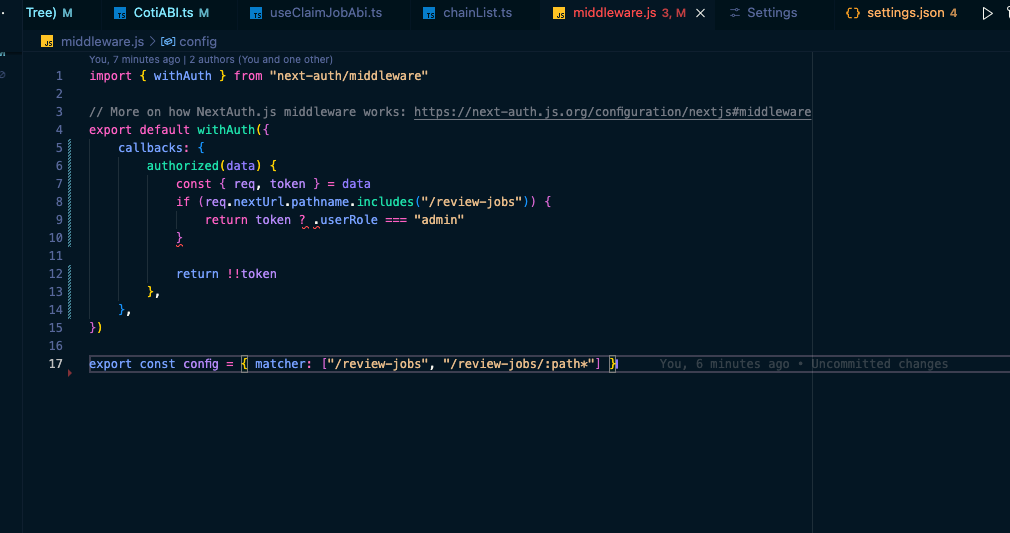 Tree) M TS CotiABI.ts M TS useClaimJobAbi.ts TS chainList.ts JS middleware.js 3, M Settings {} settings.json 4
JS middleware.js > config
You, 7 minutes ago | 2 authors (You and one other)
1 import { withAuth } from "next-auth/middleware"
2
3 // More on how NextAuth.js middleware works: https://next-auth.js.org/configuration/nextjs#middleware
4 export default withAuth({
5 callbacks: {
6 authorized(data) {
7 const { req, token } = data
8 if (req.nextUrl.pathname.includes("/review-jobs")) {
9 return token ? .userRole === "admin"
10 }
11
12 return !!token
13 },
14 },
15 })
16
17 export const config = { matcher: ["/review-jobs", "/review-jobs/:path*"] } You, 6 minutes ago • Uncommitted changes